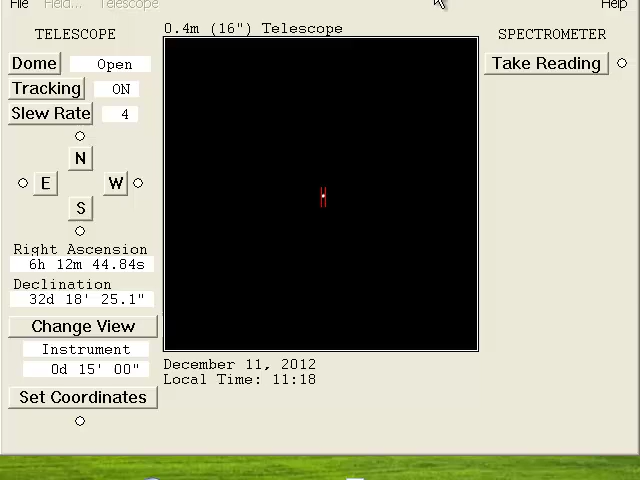 File Field... Telescope Help
TELESCOPE
0.4m (16") Telescope
SPECTROMETER
Dome Open
Take Reading
Tracking ON
Slew Rate 4
N
E W
S
Right Ascension
6h 12m 44.84s
Declination
32d 18' 25.1"
Change View
Instrument
0d 15' 00"
Set Coordinates
December 11, 2012
Local Time: 11:18